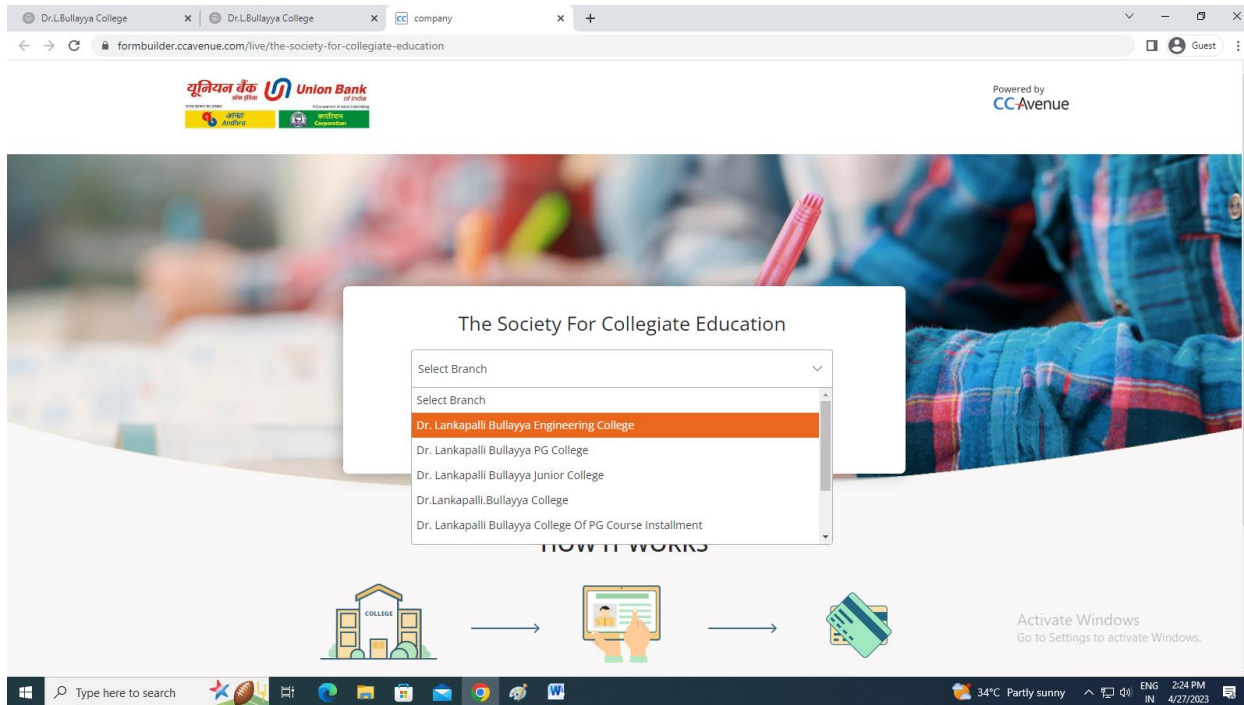 Dr.L.Bullayya College
Dr.L.Bullayya College
cc company
formbuilder.ccavenue.com/live/the-society-for-collegiate-education
Guest
यूनियन बैंक
ऑफ इंडिया
Union Bank
of India
आन्ध्रा
Andhra
कार्पोरेशन
Corporation
Powered by
CCAvenue
The Society For Collegiate Education
Select Branch
Select Branch
Dr. Lankapalli Bullayya Engineering College
Dr. Lankapalli Bullayya PG College
Dr. Lankapalli Bullayya Junior College
Dr.Lankapalli.Bullayya College
Dr. Lankapalli Bullayya College Of PG Course Installment
HOW IT WORKS
COLLEGE
Activate Windows
Go to Settings to activate Windows.
Type here to search
34°C Partly sunny
ENG
IN
2:24 PM
4/27/2023